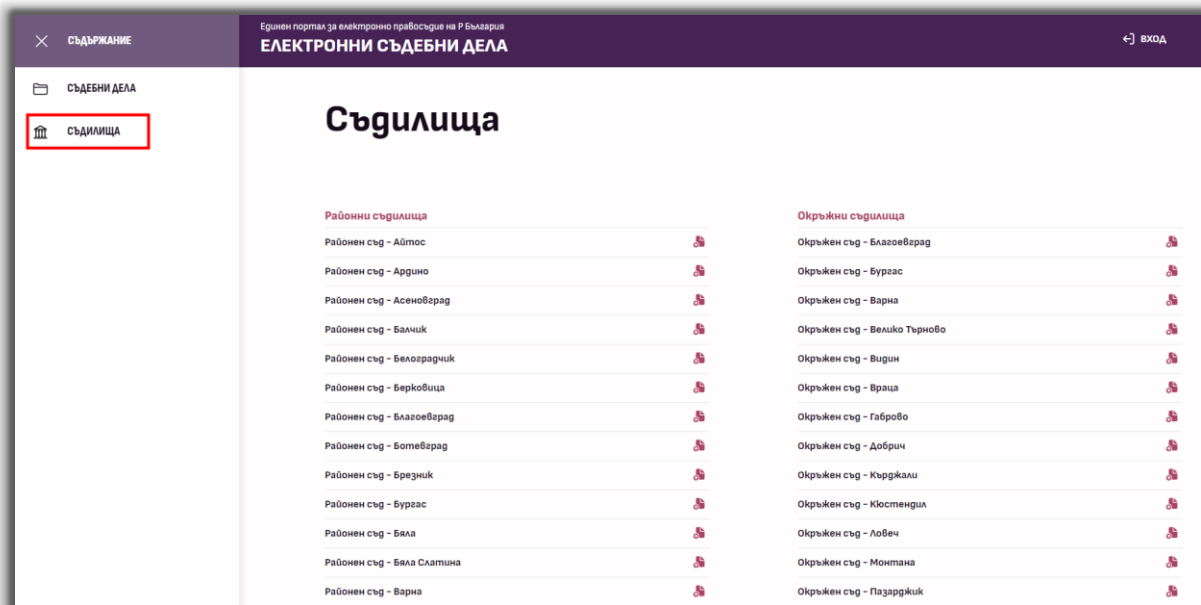 СЪДЪРЖАНИЕ
СЪДЕБНИ ДЕЛА
СЪДИЛИЩА
Единен портал за електронно правосъдие на Р България
ЕЛЕКТРОННИ СЪДЕБНИ ДЕЛА
ВХОД
Съдилища
Районни съдилища
Районен съд - Айтос
Районен съд - Ардино
Районен съд - Асеновград
Районен съд - Балчик
Районен съд - Белоградчик
Районен съд - Берковица
Районен съд - Благоевград
Районен съд - Ботевград
Районен съд - Брезник
Районен съд - Бургас
Районен съд - Бяла
Районен съд - Бяла Слатина
Районен съд - Варна
Окръжни съдилища
Окръжен съд - Благоевград
Окръжен съд - Бургас
Окръжен съд - Варна
Окръжен съд - Велико Търново
Окръжен съд - Видин
Окръжен съд - Враца
Окръжен съд - Габрово
Окръжен съд - Добрич
Окръжен съд - Кърджали
Окръжен съд - Кюстендил
Окръжен съд - Ловеч
Окръжен съд - Монтана
Окръжен съд - Пазарджик